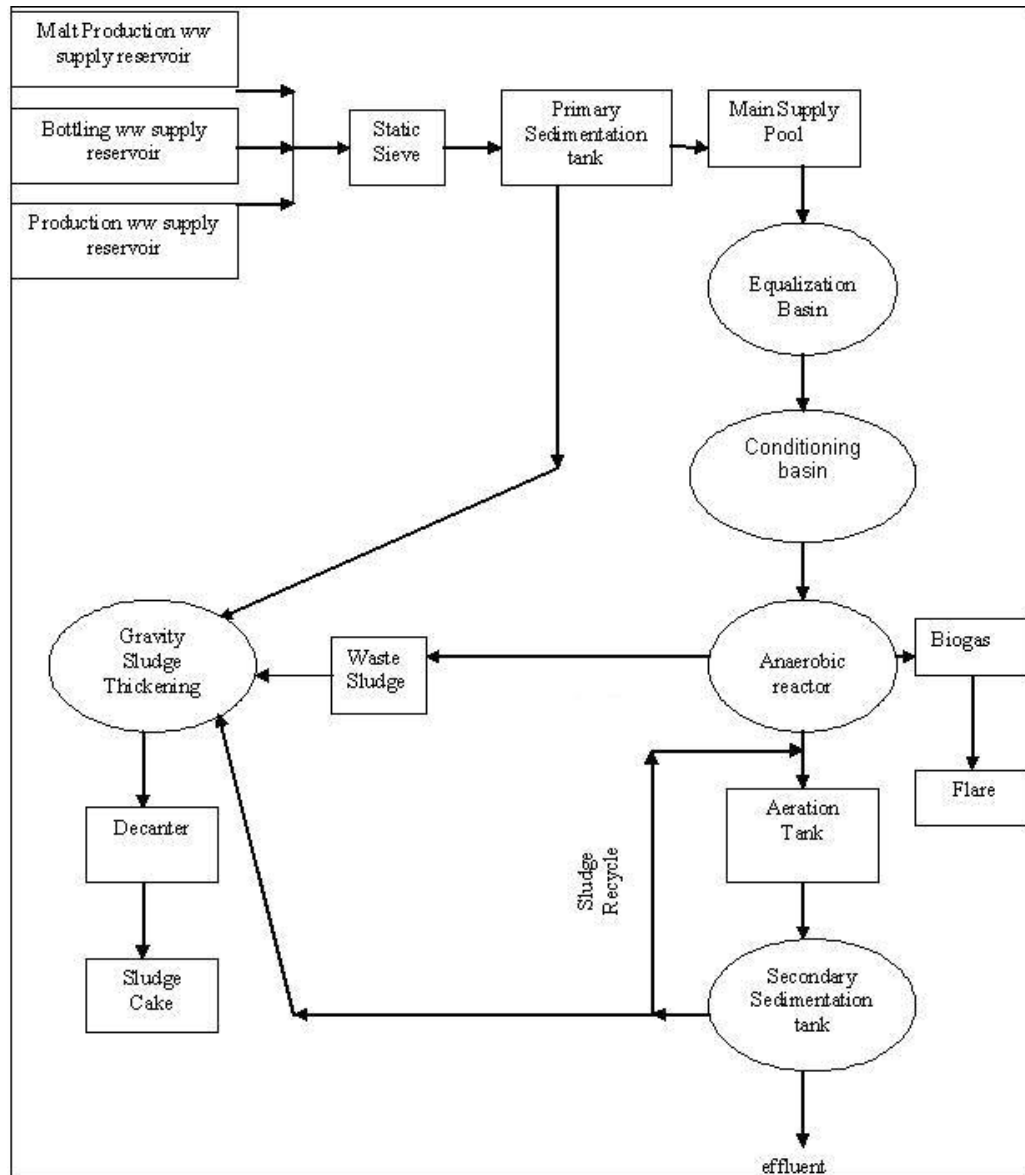 Malt Production ww
supply reservoir
Bottling ww supply
reservoir
Production ww supply
reservoir
Static
Sieve
Primary
Sedimentation
tank
Main Supply
Pool
Equalization
Basin
Conditioning
basin
Gravity
Sludge
Thickening
Waste
Sludge
Anaerobic
reactor
Biogas
Flare
Decanter
Aeration
Tank
Sludge
Recycle
Sludge
Cake
Secondary
Sedimentation
tank
effluent